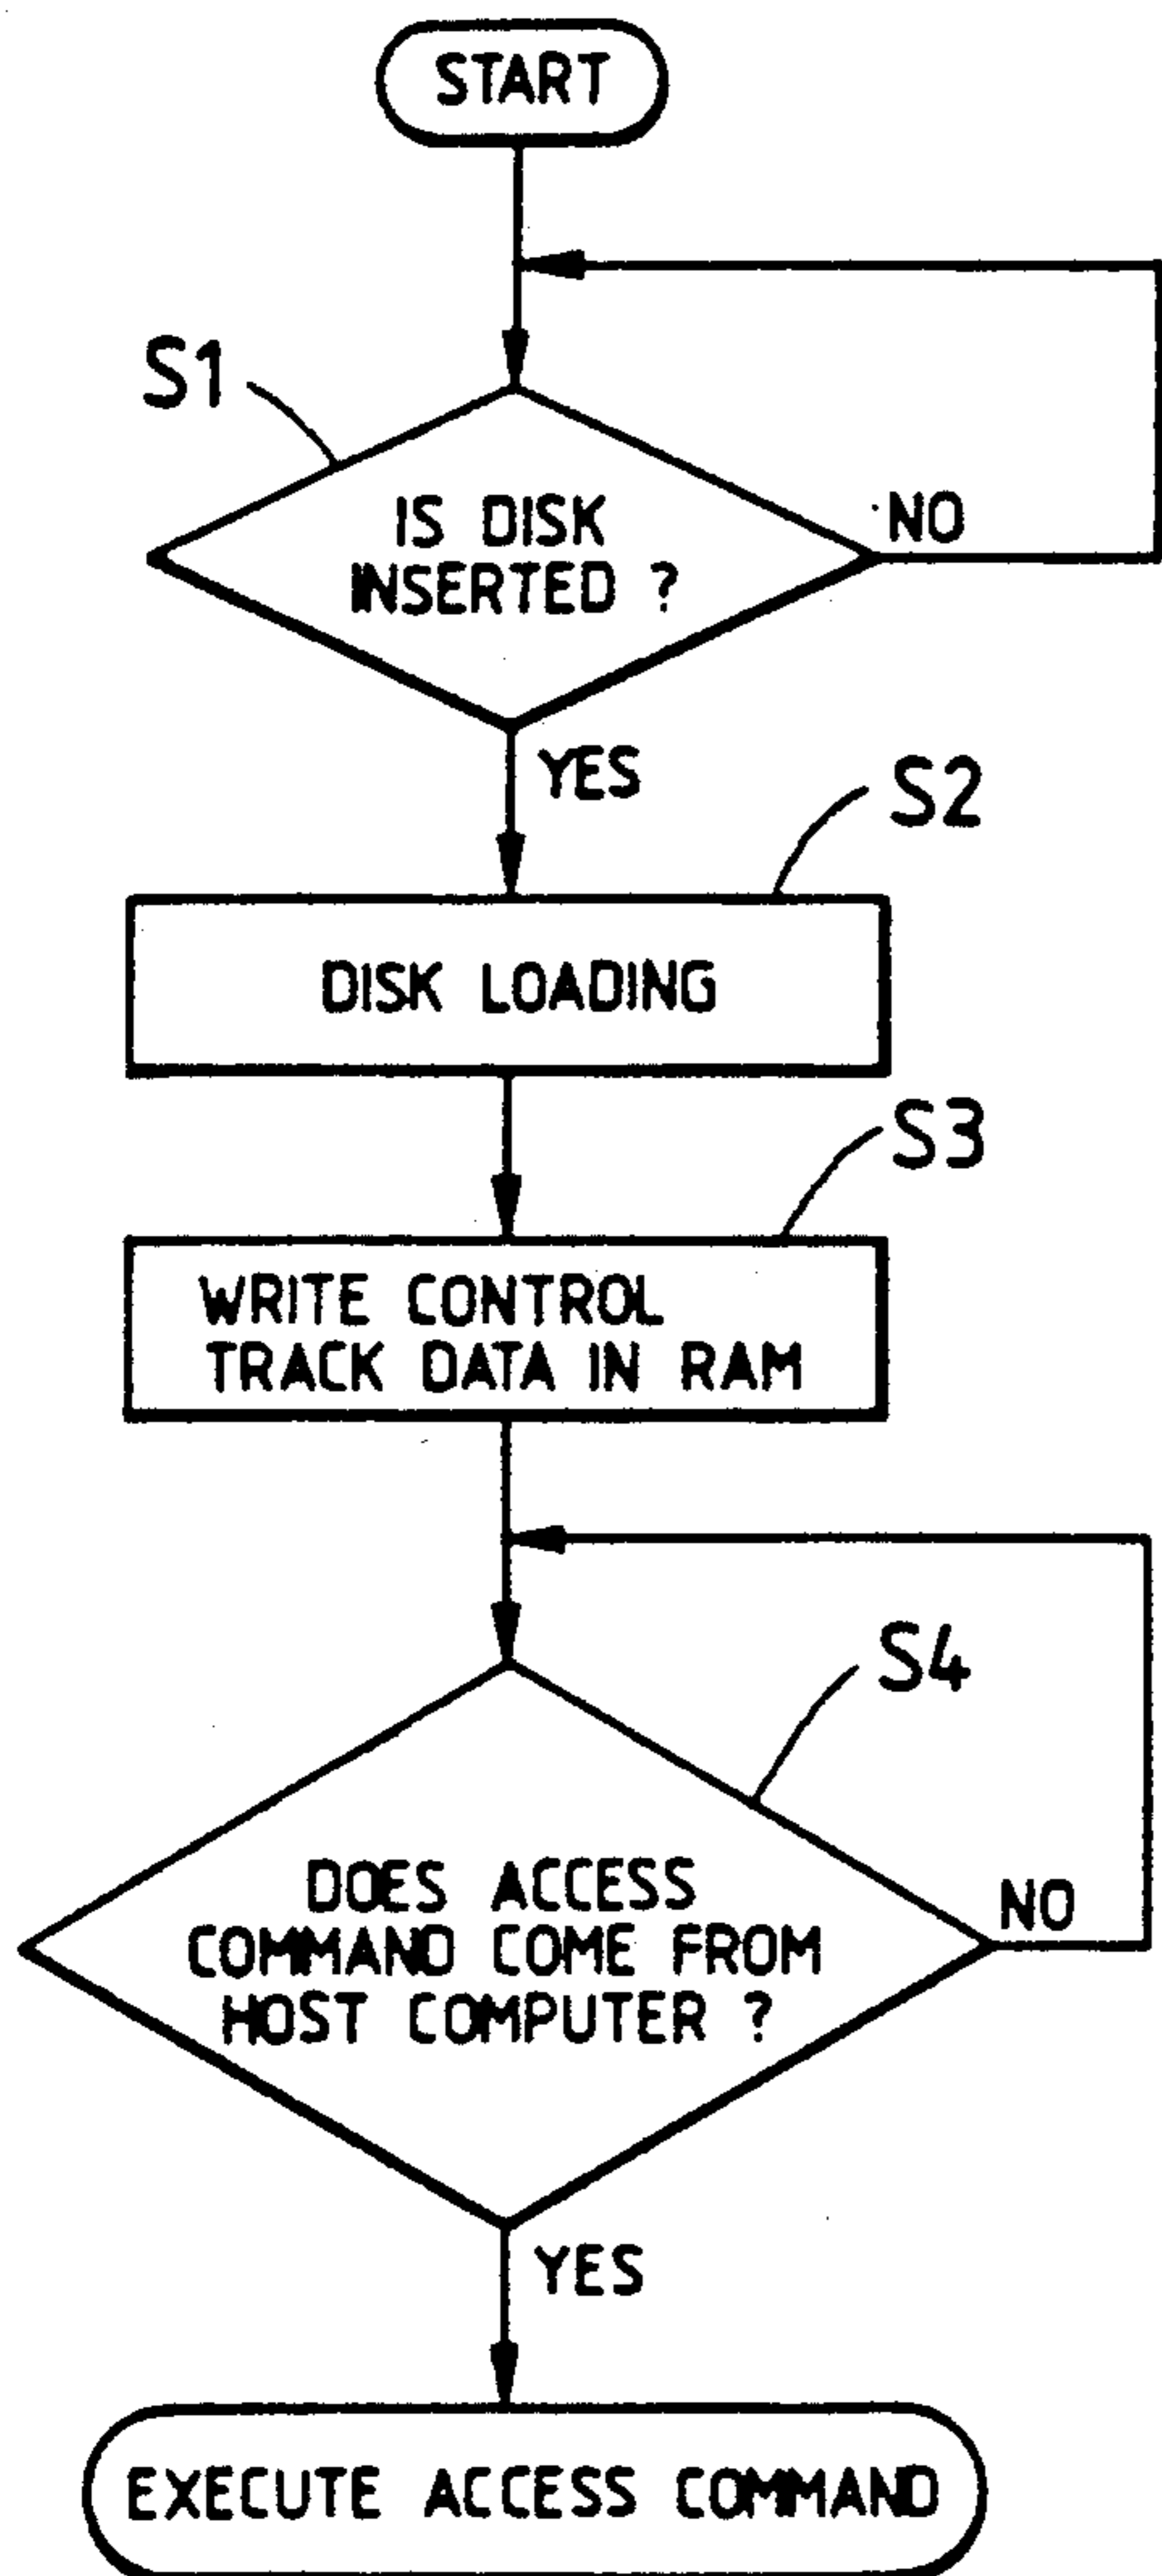 START
S1
IS DISK
INSERTED ?
NO
YES
S2
DISK LOADING
S3
WRITE CONTROL
TRACK DATA IN RAM
S4
DOES ACCESS
COMMAND COME FROM
HOST COMPUTER ?
NO
YES
EXECUTE ACCESS COMMAND